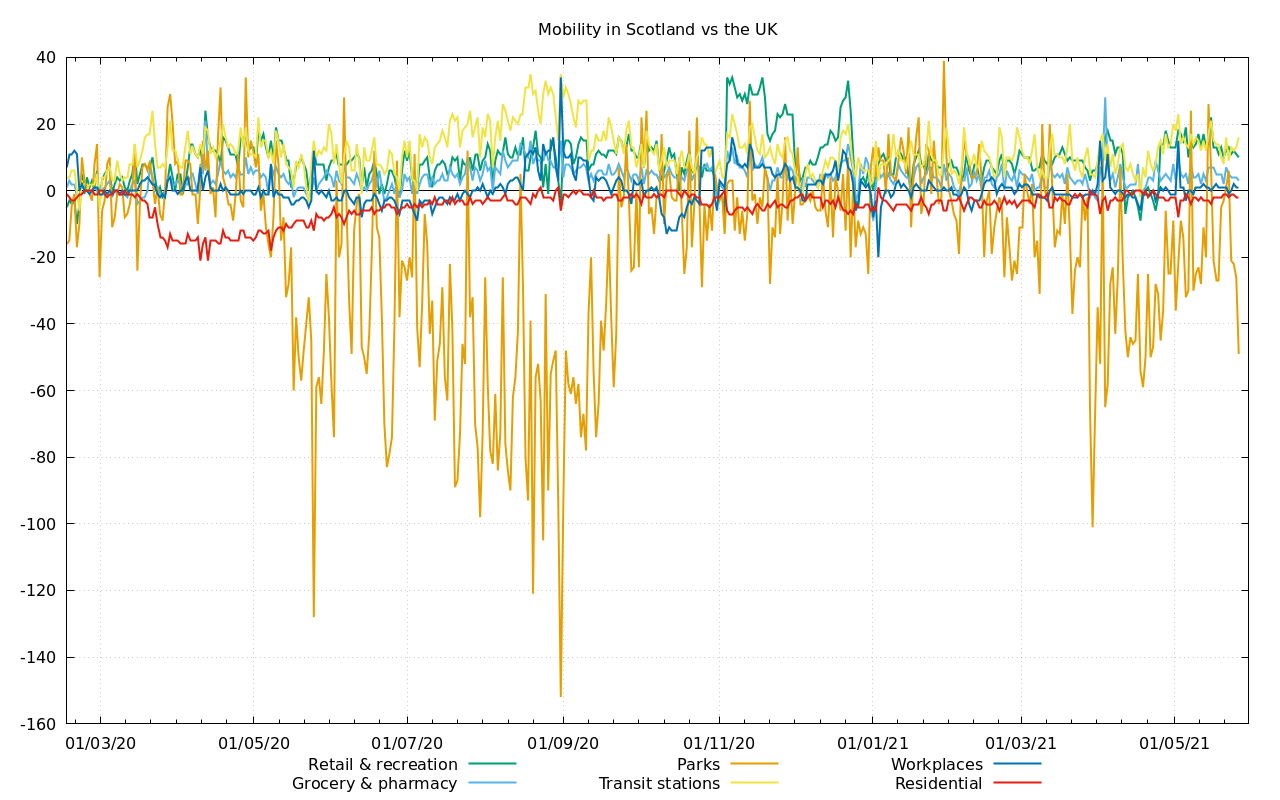 Mobility in Scotland vs the UK
40
20
0
-20
-40
-60
-80
-100
-120
-140
-160
01/03/20 01/05/20 01/07/20 01/09/20 01/11/20 01/01/21 01/03/21 01/05/21
Retail & recreation Parks Workplaces
Grocery & pharmacy Transit stations Residential